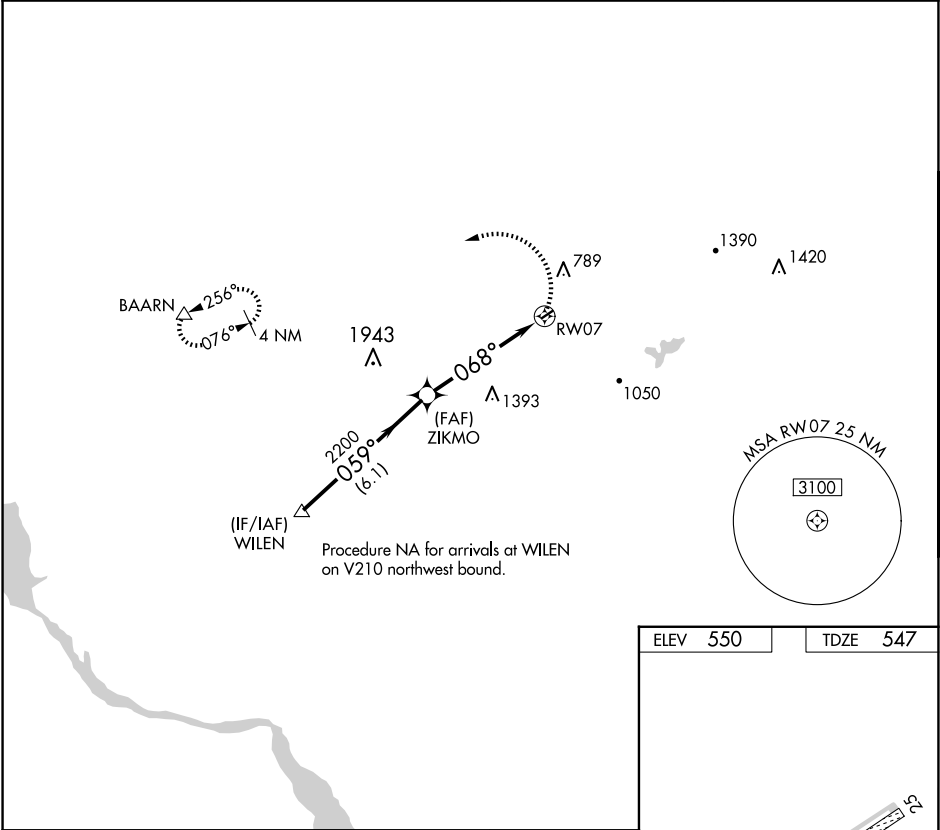 1390
1420
789
BAARN
256°
076°
4 NM
RW07
1943
068°
1393
1050
(FAF)
ZIKMO
2200
059°
(6.1)
(IF/IAF)
WILEN
Procedure NA for arrivals at WILEN
on V210 northwest bound.
MSA RW07 25 NM
3100
ELEV 550
TDZE 547
25